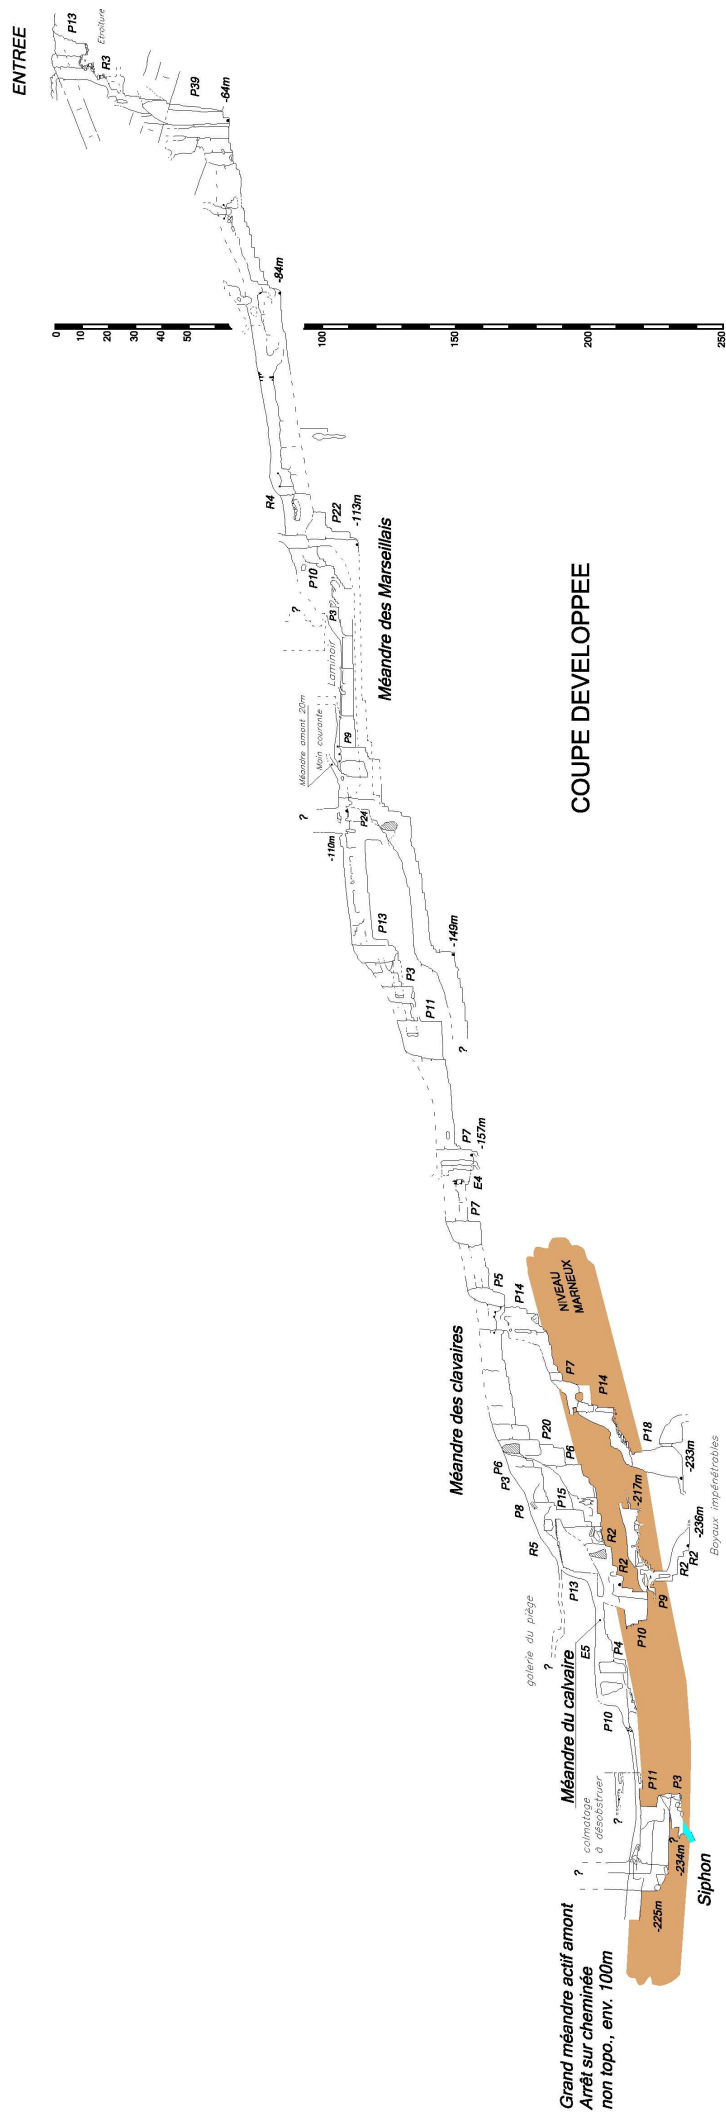 ENTREE
P13
Etroiture
R3
P39
-64m
-84m
0
10
20
30
40
50
100
150
200
250
R4
P22
-113m
P10
?
P3
Laminoir
Méandre des Marseillais
Méandre amont 20m
Main courante
P9
?
-110m
P24
P13
P3
P11
-149m
?
COUPE DEVELOPPEE
P7
-157m
E4
P7
P5
P14
Méandre des clavaires
NIVEAU
MARNEUX
P7
P14
P18
-233m
P20
P6
P6
P3
P8
P15
R5
-217m
R2
R2
-236m
R2
R2
Boyaux impénétrables
P9
P10
P13
galerie du piège
?
E5
P4
Méandre du calvaire
P10
colmatage
à désobstruer
?
?
P11
P3
?
-234m
-225m
Siphon
Grand méandre actif amont
Arrêt sur cheminée
non topo., env. 100m